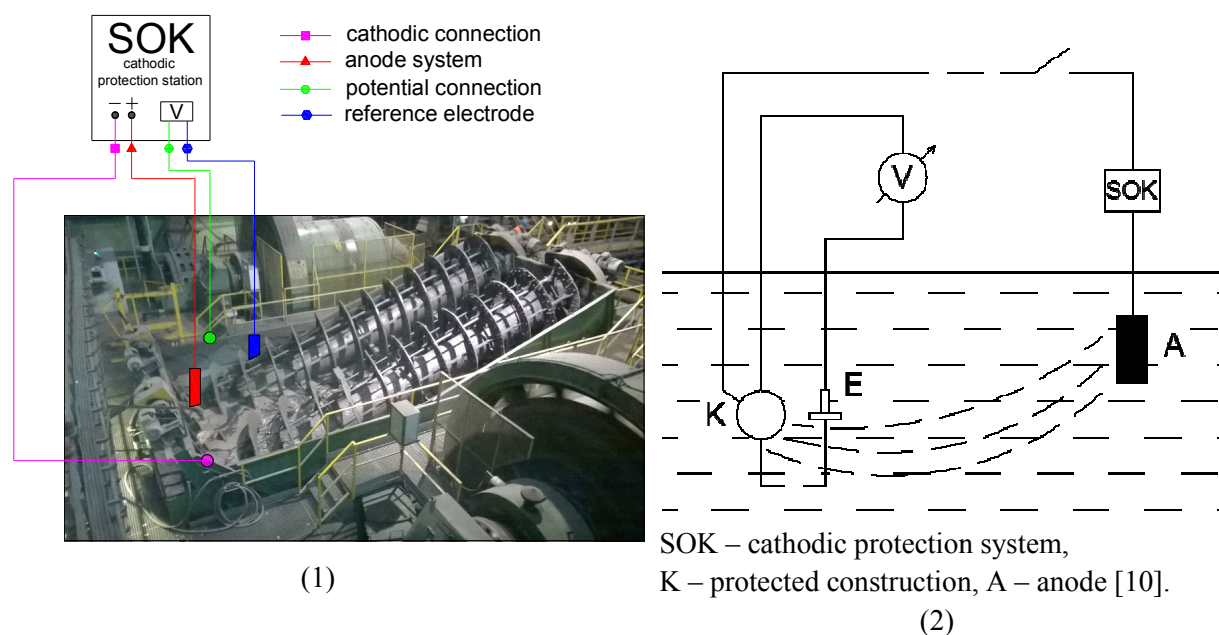 SOK
cathodic
protection station
− +
V
cathodic connection
anode system
potential connection
reference electrode
(1)
V
SOK
A
E
K
SOK – cathodic protection system,
K – protected construction, A – anode [10].
(2)